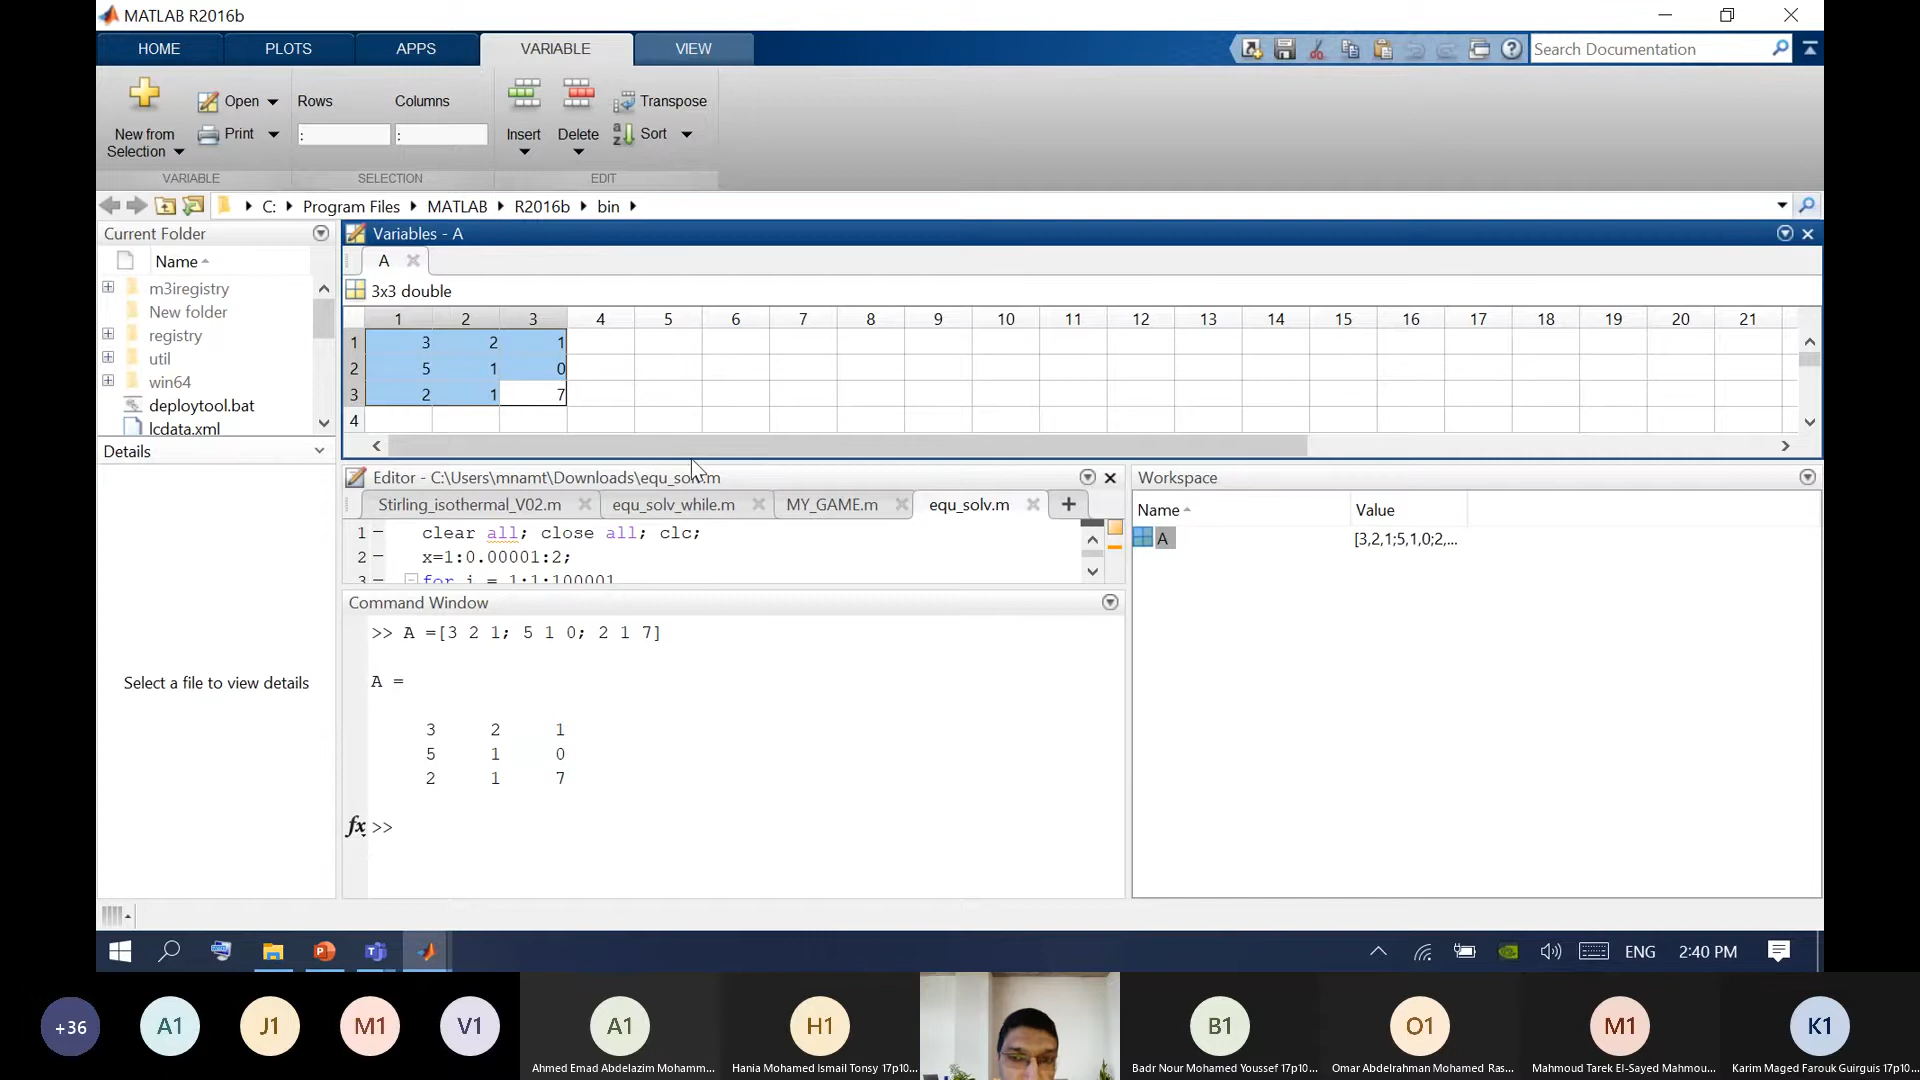 MATLAB R2016b
HOME PLOTS APPS VARIABLE VIEW
Search Documentation
New from
Selection
Open
Print
Rows Columns
: :
Insert Delete
Transpose
Sort
VARIABLE SELECTION EDIT
C: Program Files MATLAB R2016b bin
Current Folder
Name
m3iregistry
New folder
registry
util
win64
deploytool.bat
lcdata.xml
Details
Select a file to view details
Variables - A
A
3x3 double
1 2 3 4 5 6 7 8 9 10 11 12 13 14 15 16 17 18 19 20 21
1 3 2 1
2 5 1 0
3 2 1 7
4
Editor - C:\Users\mnamt\Downloads\equ_solv.m
Stirling_isothermal_V02.m equ_solv_while.m MY_GAME.m equ_solv.m
1 clear all; close all; clc;
2 x=1:0.00001:2;
3 for i = 1:1:100001
Command Window
>> A =[3 2 1; 5 1 0; 2 1 7]
A =
3 2 1
5 1 0
2 1 7
fx >>
Workspace
Name Value
A [3,2,1;5,1,0;2,...
ENG 2:40 PM
+36 A1 J1 M1 V1 A1 H1 B1 O1 M1 K1
Ahmed Emad Abdelazim Mohamm... Hania Mohamed Ismail Tonsy 17p10... Badr Nour Mohamed Youssef 17p10... Omar Abdelrahman Mohamed Ras... Mahmoud Tarek El-Sayed Mahmou... Karim Maged Farouk Guirguis 17p10...